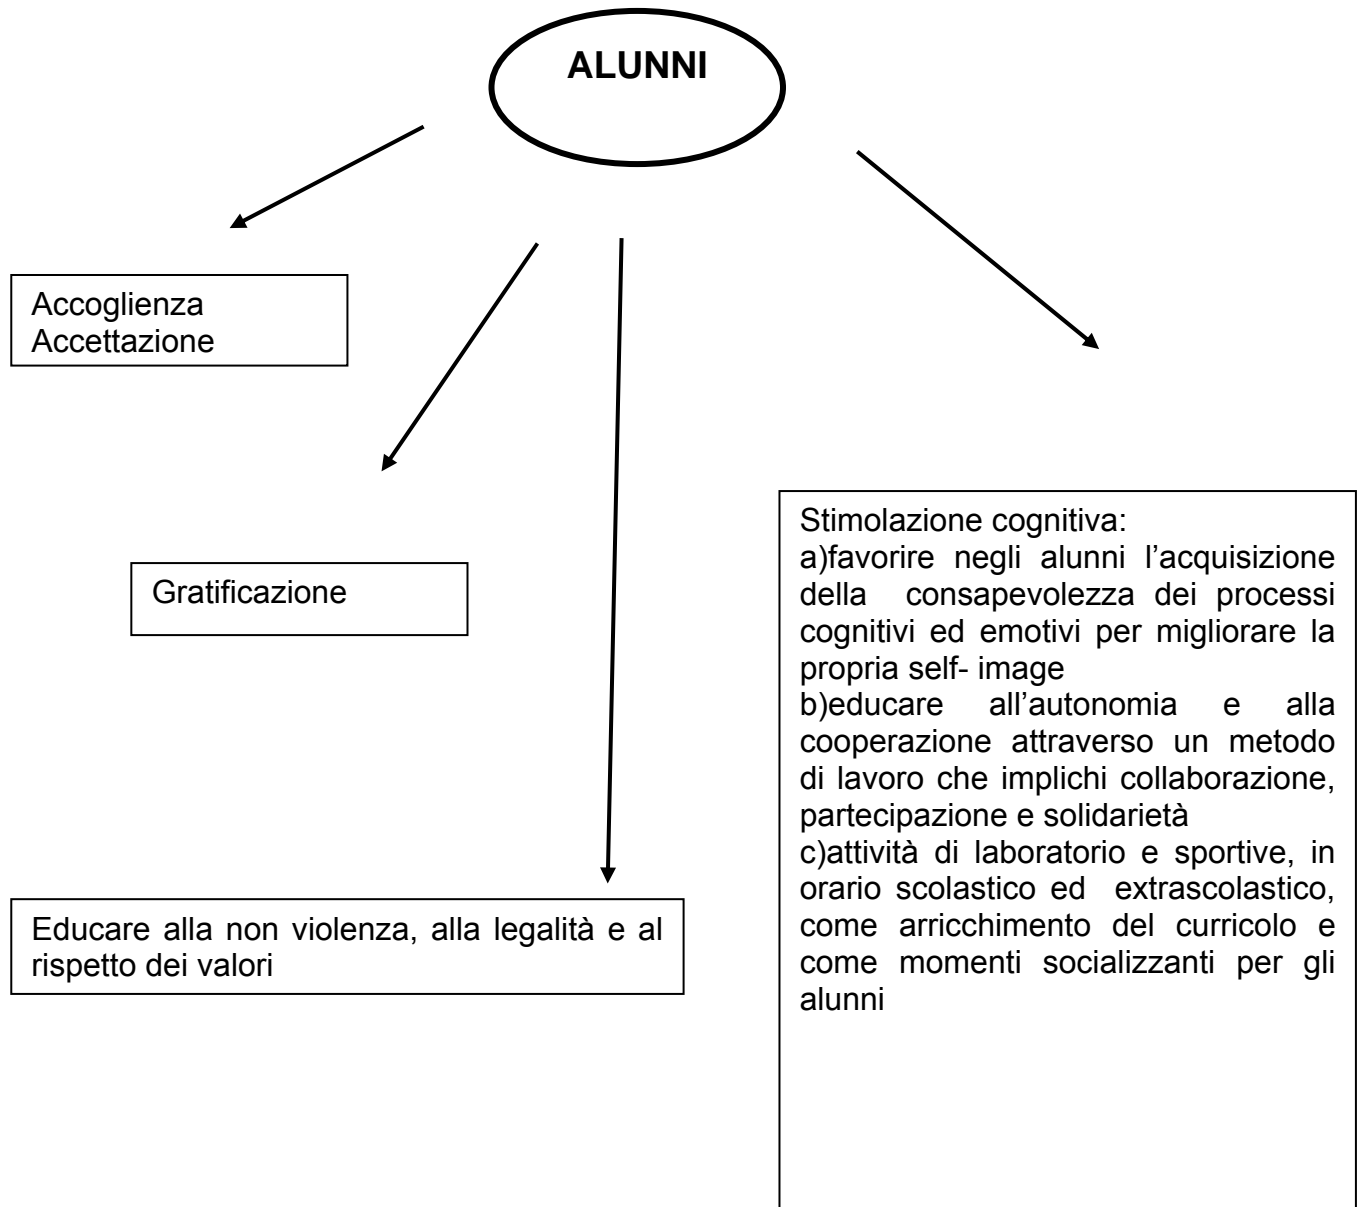 ALUNNI
Accoglienza
Accettazione
Gratificazione
Educare alla non violenza, alla legalità e al
rispetto dei valori
Stimolazione cognitiva:
a)favorire negli alunni l’acquisizione
della consapevolezza dei processi
cognitivi ed emotivi per migliorare la
propria self- image
b)educare all’autonomia e alla
cooperazione attraverso un metodo
di lavoro che implichi collaborazione,
partecipazione e solidarietà
c)attività di laboratorio e sportive, in
orario scolastico ed extrascolastico,
come arricchimento del curricolo e
come momenti socializzanti per gli
alunni